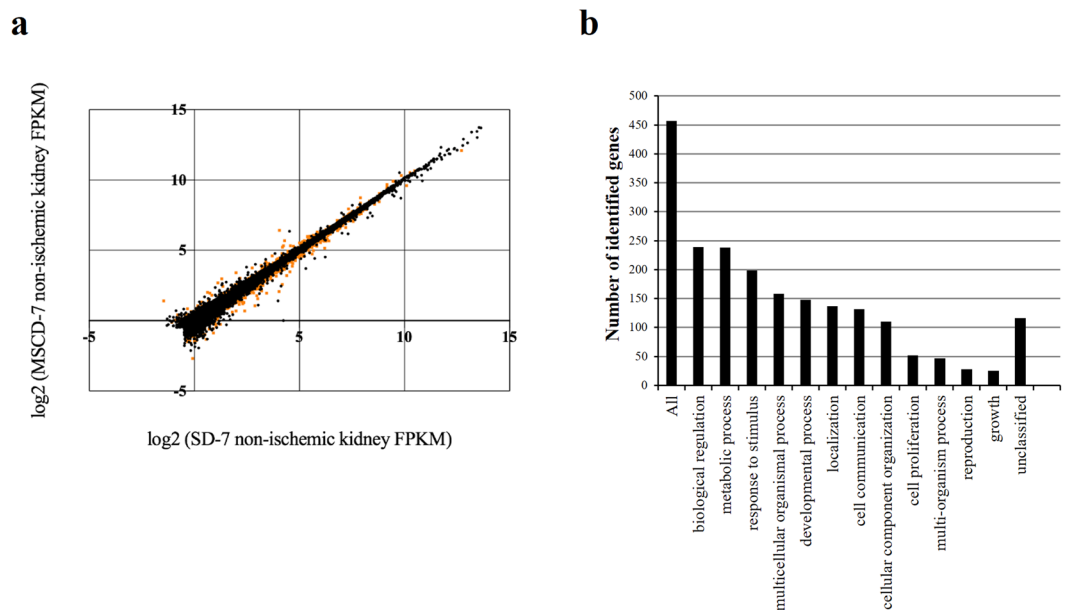 a
log2 (MSCD-7 non-ischemic kidney FPKM)
15
10
5
-5
5
10
15
-5
log2 (SD-7 non-ischemic kidney FPKM)
b
Number of identified genes
500
450
400
350
300
250
200
150
100
50
0
All
biological regulation
metabolic process
response to stimulus
multicellular organismal process
developmental process
localization
cell communication
cellular component organization
cell proliferation
multi-organism process
reproduction
growth
unclassified